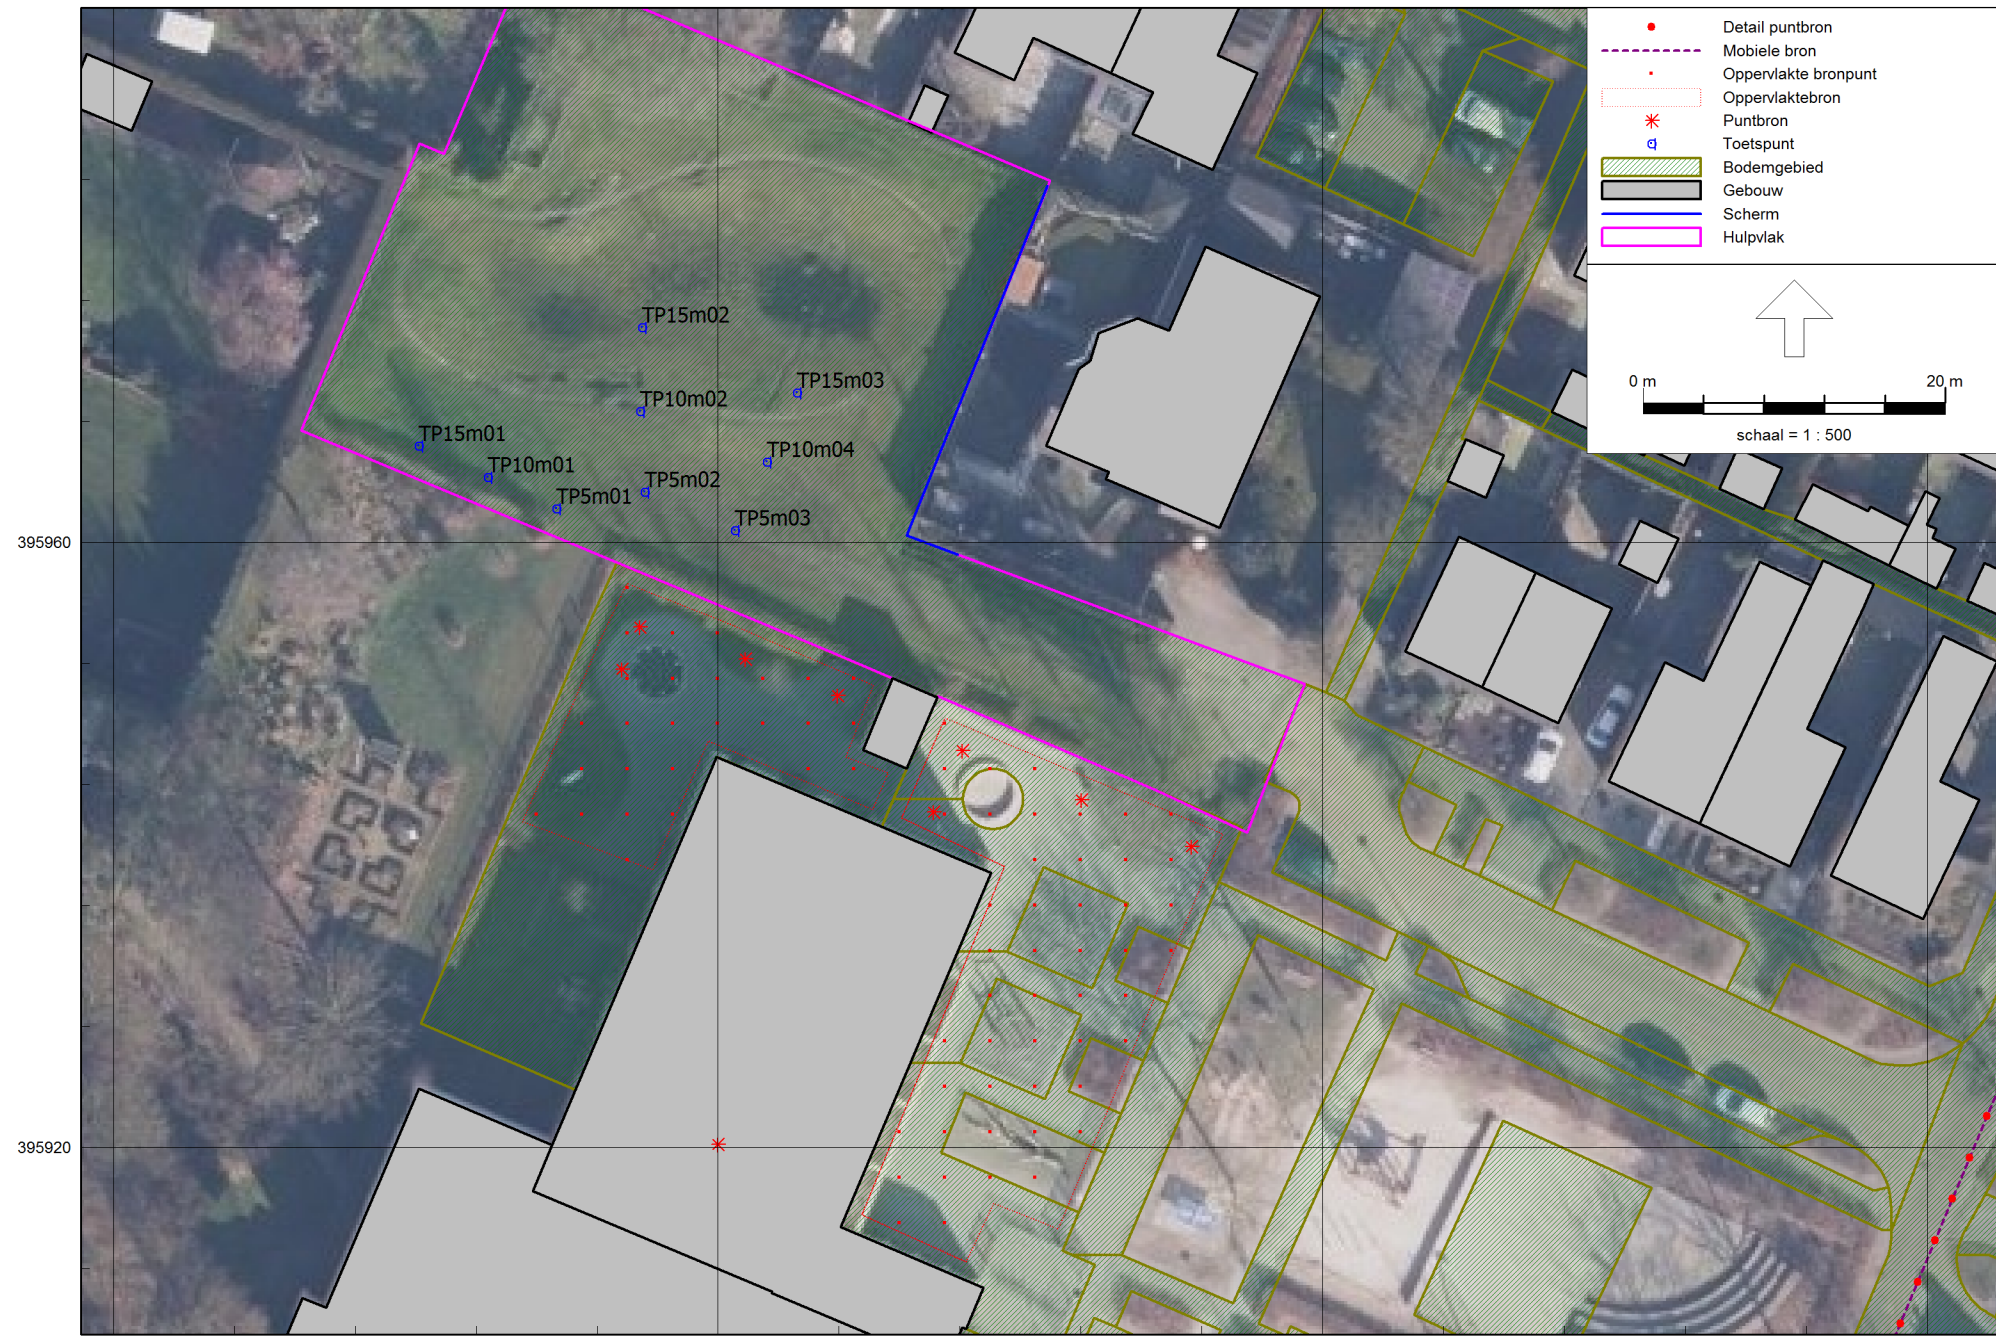 Detail puntbron
Mobiele bron
Oppervlakte bronpunt
Oppervlaktebron
Puntbron
Toetspunt
Bodemgebied
Gebouw
Scherm
Hulpvlak
0 m 20 m
schaal = 1 : 500
TP15m02
TP15m03
TP10m02
TP15m01
TP10m04
TP10m01
TP5m02
TP5m01
TP5m03
395960
395920